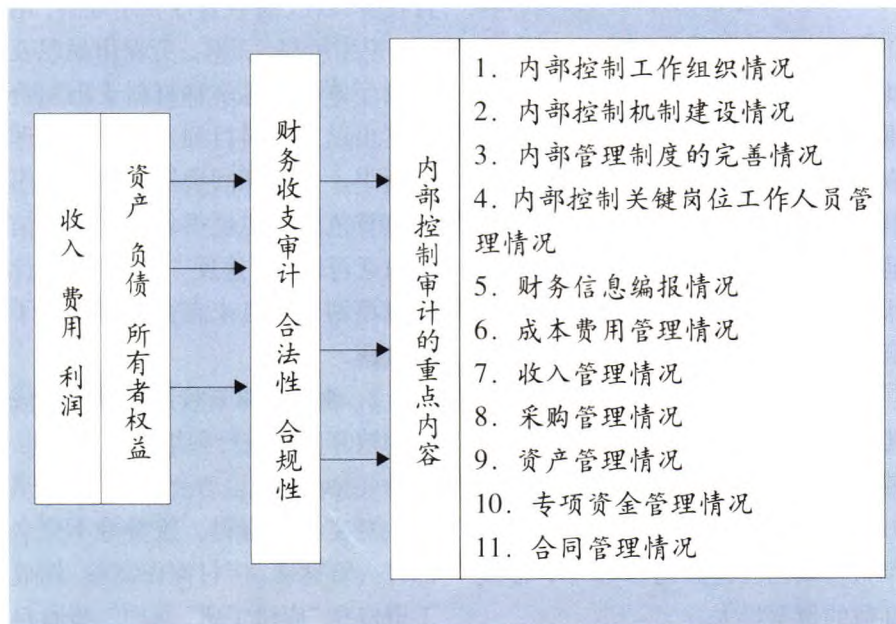 收入 费用 利润
资产 负债 所有者权益
财务收支审计 合法性 合规性
内部控制审计的重点内容
1. 内部控制工作组织情况
2. 内部控制机制建设情况
3. 内部管理制度的完善情况
4. 内部控制关键岗位工作人员管
理情况
5. 财务信息编报情况
6. 成本费用管理情况
7. 收入管理情况
8. 采购管理情况
9. 资产管理情况
10. 专项资金管理情况
11. 合同管理情况